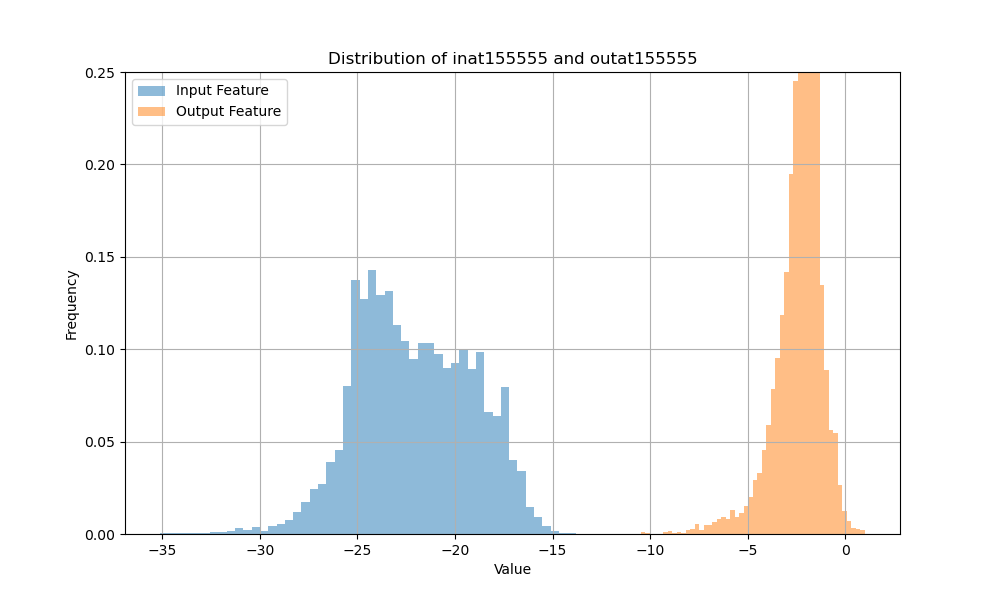 Distribution of inat155555 and outat155555
Input Feature
Output Feature
0.25
0.20
0.15
0.10
0.05
0.00
Frequency
−35 −30 −25 −20 −15 −10 −5 0
Value